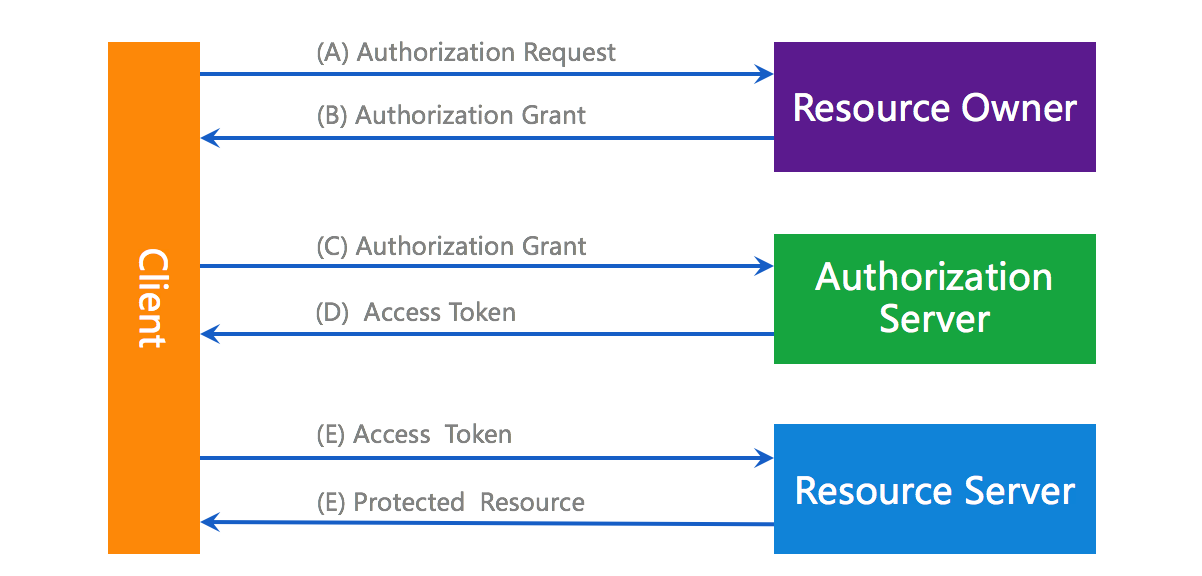 (A) Authorization Request
Resource Owner
(B) Authorization Grant
Client
(C) Authorization Grant
Authorization
Server
(D) Access Token
(E) Access Token
Resource Server
(E) Protected Resource